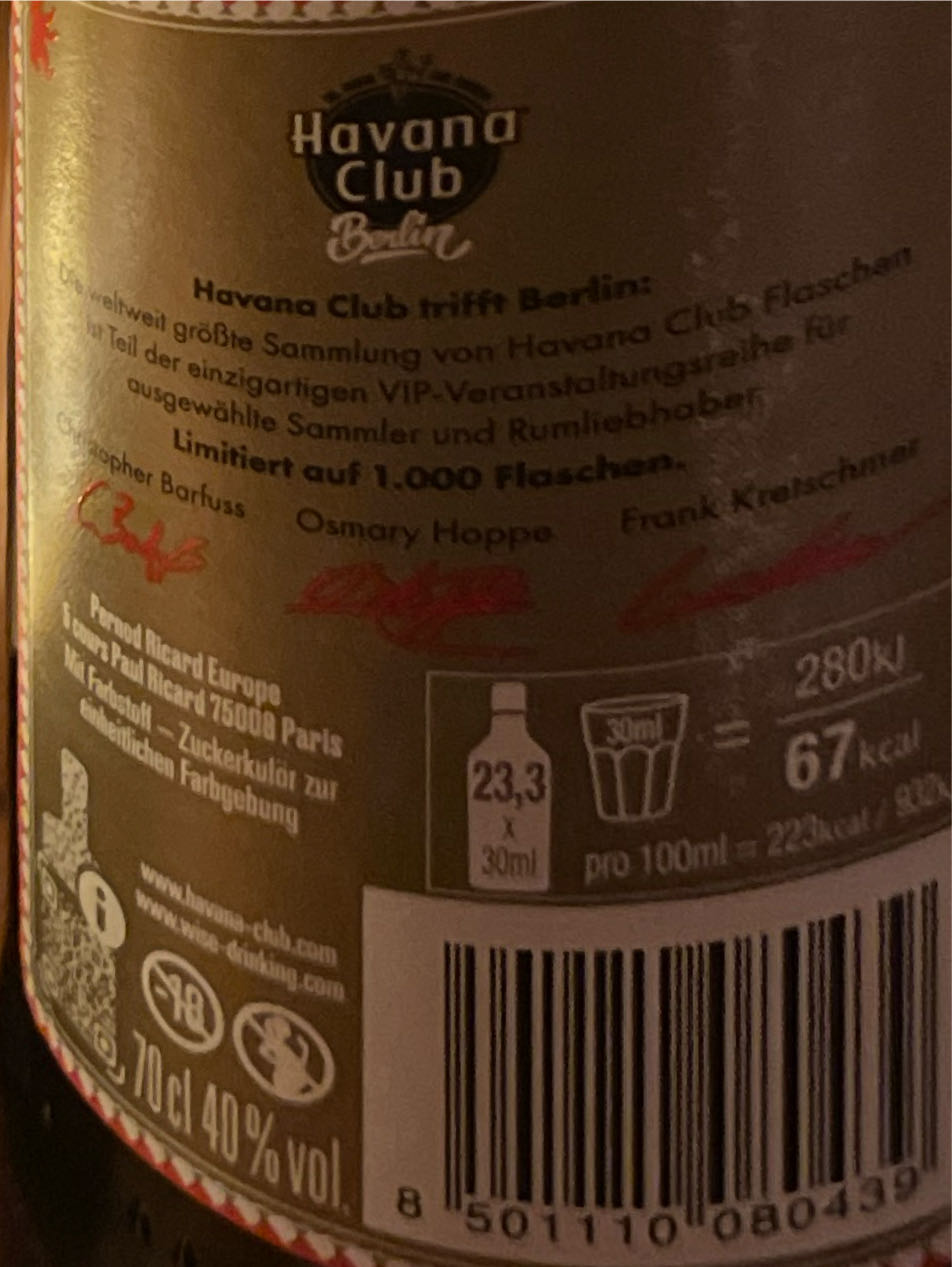 Havana
Club
Berlin
Havana Club trifft Berlin:
Die weltweit größte Sammlung von Havana Club Flaschen
ist Teil der einzigartigen VIP-Veranstaltungsreihe für
ausgewählte Sammler und Rumliebhaber.
Limitiert auf 1.000 Flaschen.
Christopher Barfuss Osmary Hoppe Frank Kretschmer
Pernod Ricard Europe
5 cours Paul Ricard 75008 Paris
Mit Farbstoff – Zuckerkulör zur
einheitlichen Farbgebung
23,3
x
30ml
30ml
=
280kJ
67kcal
pro 100ml = 223kcal / 932k
i
www.havana-club.com
www.wise-drinking.com
-18
70cl 40% vol.
8 501110 080439